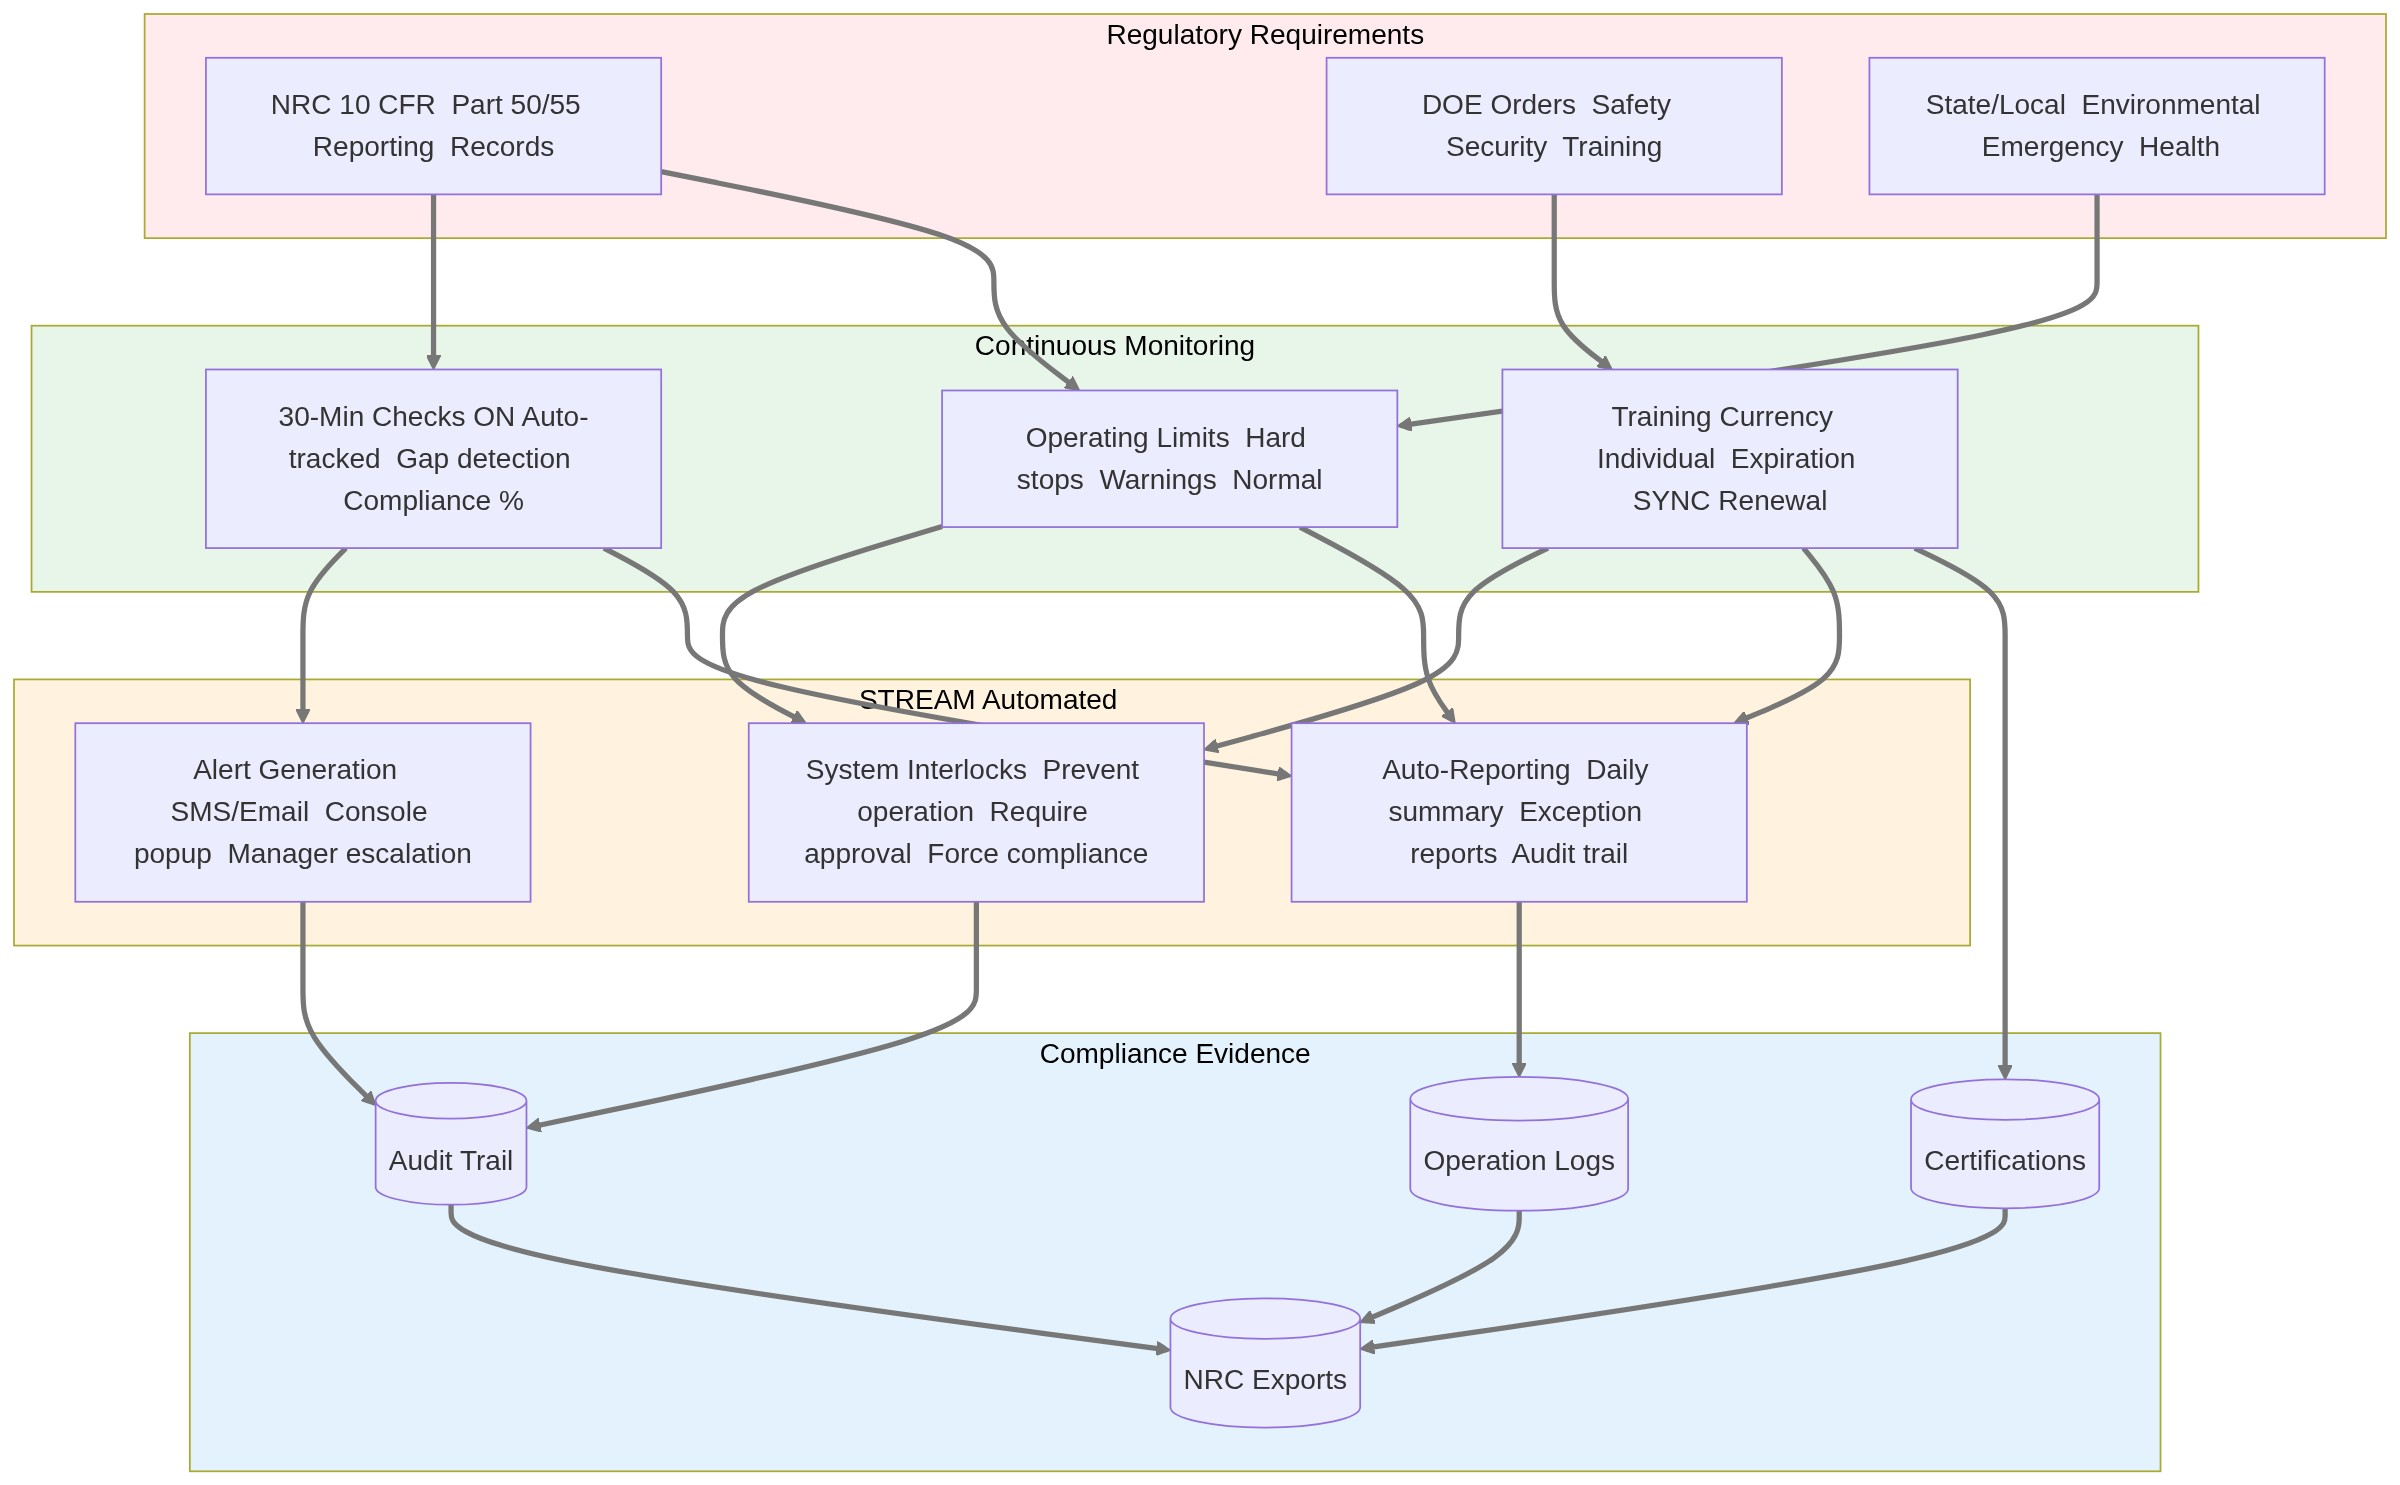 Regulatory Requirements
NRC 10 CFR  Part 50/55
Reporting  Records
DOE Orders  Safety
Security  Training
State/Local  Environmental
Emergency  Health
Continuous Monitoring
30-Min Checks ON Auto-
tracked  Gap detection
Compliance %
Operating Limits  Hard
stops  Warnings  Normal
Training Currency
Individual  Expiration
SYNC Renewal
STREAM Automated
Alert Generation
SMS/Email  Console
popup  Manager escalation
System Interlocks  Prevent
operation  Require
approval  Force compliance
Auto-Reporting  Daily
summary  Exception
reports  Audit trail
Compliance Evidence
Audit Trail
Operation Logs
Certifications
NRC Exports